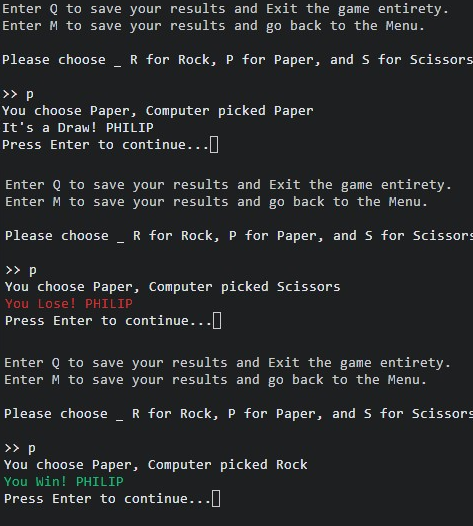 Enter Q to save your results and Exit the game entirety.
Enter M to save your results and go back to the Menu.
Please choose _ R for Rock, P for Paper, and S for Scissors
>> p
You choose Paper, Computer picked Paper
It's a Draw! PHILIP
Press Enter to continue...
Enter Q to save your results and Exit the game entirety.
Enter M to save your results and go back to the Menu.
Please choose _ R for Rock, P for Paper, and S for Scissors
>> p
You choose Paper, Computer picked Scissors
You Lose! PHILIP
Press Enter to continue...
Enter Q to save your results and Exit the game entirety.
Enter M to save your results and go back to the Menu.
Please choose _ R for Rock, P for Paper, and S for Scissors
>> p
You choose Paper, Computer picked Rock
You Win! PHILIP
Press Enter to continue...